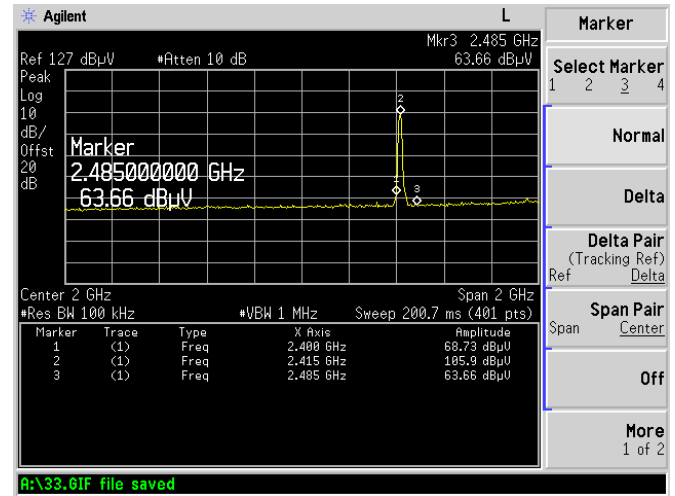 Agilent L
Mkr3 2.485 GHz
Ref 127 dBµV #Atten 10 dB 63.66 dBµV
Peak
Log
10
dB/
Offst
20
dB
2
1
3
Marker
2.485000000 GHz
63.66 dBµV
Center 2 GHz Span 2 GHz
#Res BW 100 kHz #VBW 1 MHz Sweep 200.7 ms (401 pts)
Marker Trace Type X Axis Amplitude
1 (1) Freq 2.400 GHz 68.73 dBµV
2 (1) Freq 2.415 GHz 105.9 dBµV
3 (1) Freq 2.485 GHz 63.66 dBµV
A:\33.GIF file saved
Marker
Select Marker
1 2 3 4
Normal
Delta
Delta Pair
(Tracking Ref)
Ref Delta
Span Pair
Span Center
Off
More
1 of 2